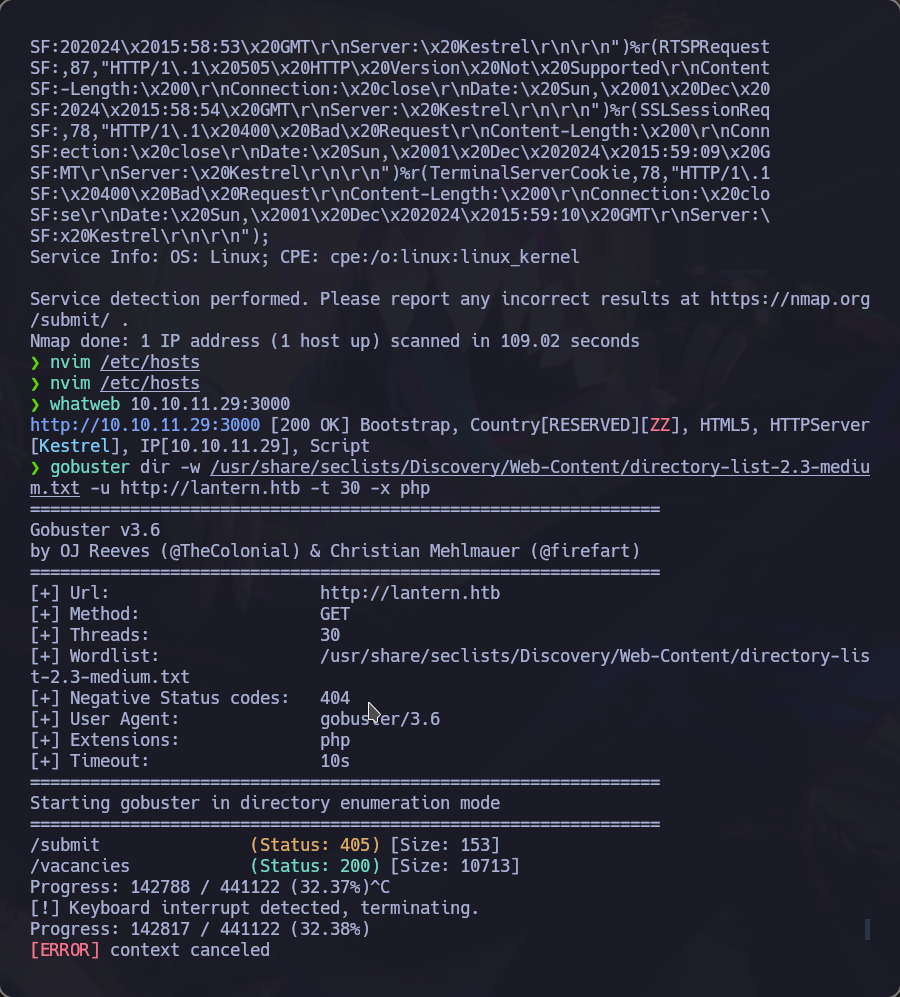 SF:202024\x2015:58:53\x20GMT\r\nServer:\x20Kestrel\r\n\r\n")%r(RTSPRequest
SF:,87,"HTTP/1\.1\x20505\x20HTTP\x20Version\x20Not\x20Supported\r\nContent
SF:-Length:\x200\r\nConnection:\x20close\r\nDate:\x20Sun,\x2001\x20Dec\x20
SF:2024\x2015:58:54\x20GMT\r\nServer:\x20Kestrel\r\n\r\n")%r(SSLSessionReq
SF:,78,"HTTP/1\.1\x20400\x20Bad\x20Request\r\nContent-Length:\x200\r\nConn
SF:ection:\x20close\r\nDate:\x20Sun,\x2001\x20Dec\x202024\x2015:59:09\x20G
SF:MT\r\nServer:\x20Kestrel\r\n\r\n")%r(TerminalServerCookie,78,"HTTP/1\.1
SF:\x20400\x20Bad\x20Request\r\nContent-Length:\x200\r\nConnection:\x20clo
SF:se\r\nDate:\x20Sun,\x2001\x20Dec\x202024\x2015:59:10\x20GMT\r\nServer:\
SF:x20Kestrel\r\n\r\n");
Service Info: OS: Linux; CPE: cpe:/o:linux:linux_kernel
Service detection performed. Please report any incorrect results at https://nmap.org
/submit/ .
Nmap done: 1 IP address (1 host up) scanned in 109.02 seconds
❯ nvim /etc/hosts
❯ nvim /etc/hosts
❯ whatweb 10.10.11.29:3000
http://10.10.11.29:3000 [200 OK] Bootstrap, Country[RESERVED][ZZ], HTML5, HTTPServer
[Kestrel], IP[10.10.11.29], Script
❯ gobuster dir -w /usr/share/seclists/Discovery/Web-Content/directory-list-2.3-mediu
m.txt -u http://lantern.htb -t 30 -x php
===============================================================
Gobuster v3.6
by OJ Reeves (@TheColonial) & Christian Mehlmauer (@firefart)
===============================================================
[+] Url:                     http://lantern.htb
[+] Method:                  GET
[+] Threads:                 30
[+] Wordlist:                /usr/share/seclists/Discovery/Web-Content/directory-lis
t-2.3-medium.txt
[+] Negative Status codes:   404
[+] User Agent:              gobuster/3.6
[+] Extensions:              php
[+] Timeout:                 10s
===============================================================
Starting gobuster in directory enumeration mode
===============================================================
/submit               (Status: 405) [Size: 153]
/vacancies            (Status: 200) [Size: 10713]
Progress: 142788 / 441122 (32.37%)^C
[!] Keyboard interrupt detected, terminating.
Progress: 142817 / 441122 (32.38%)
[ERROR] context canceled